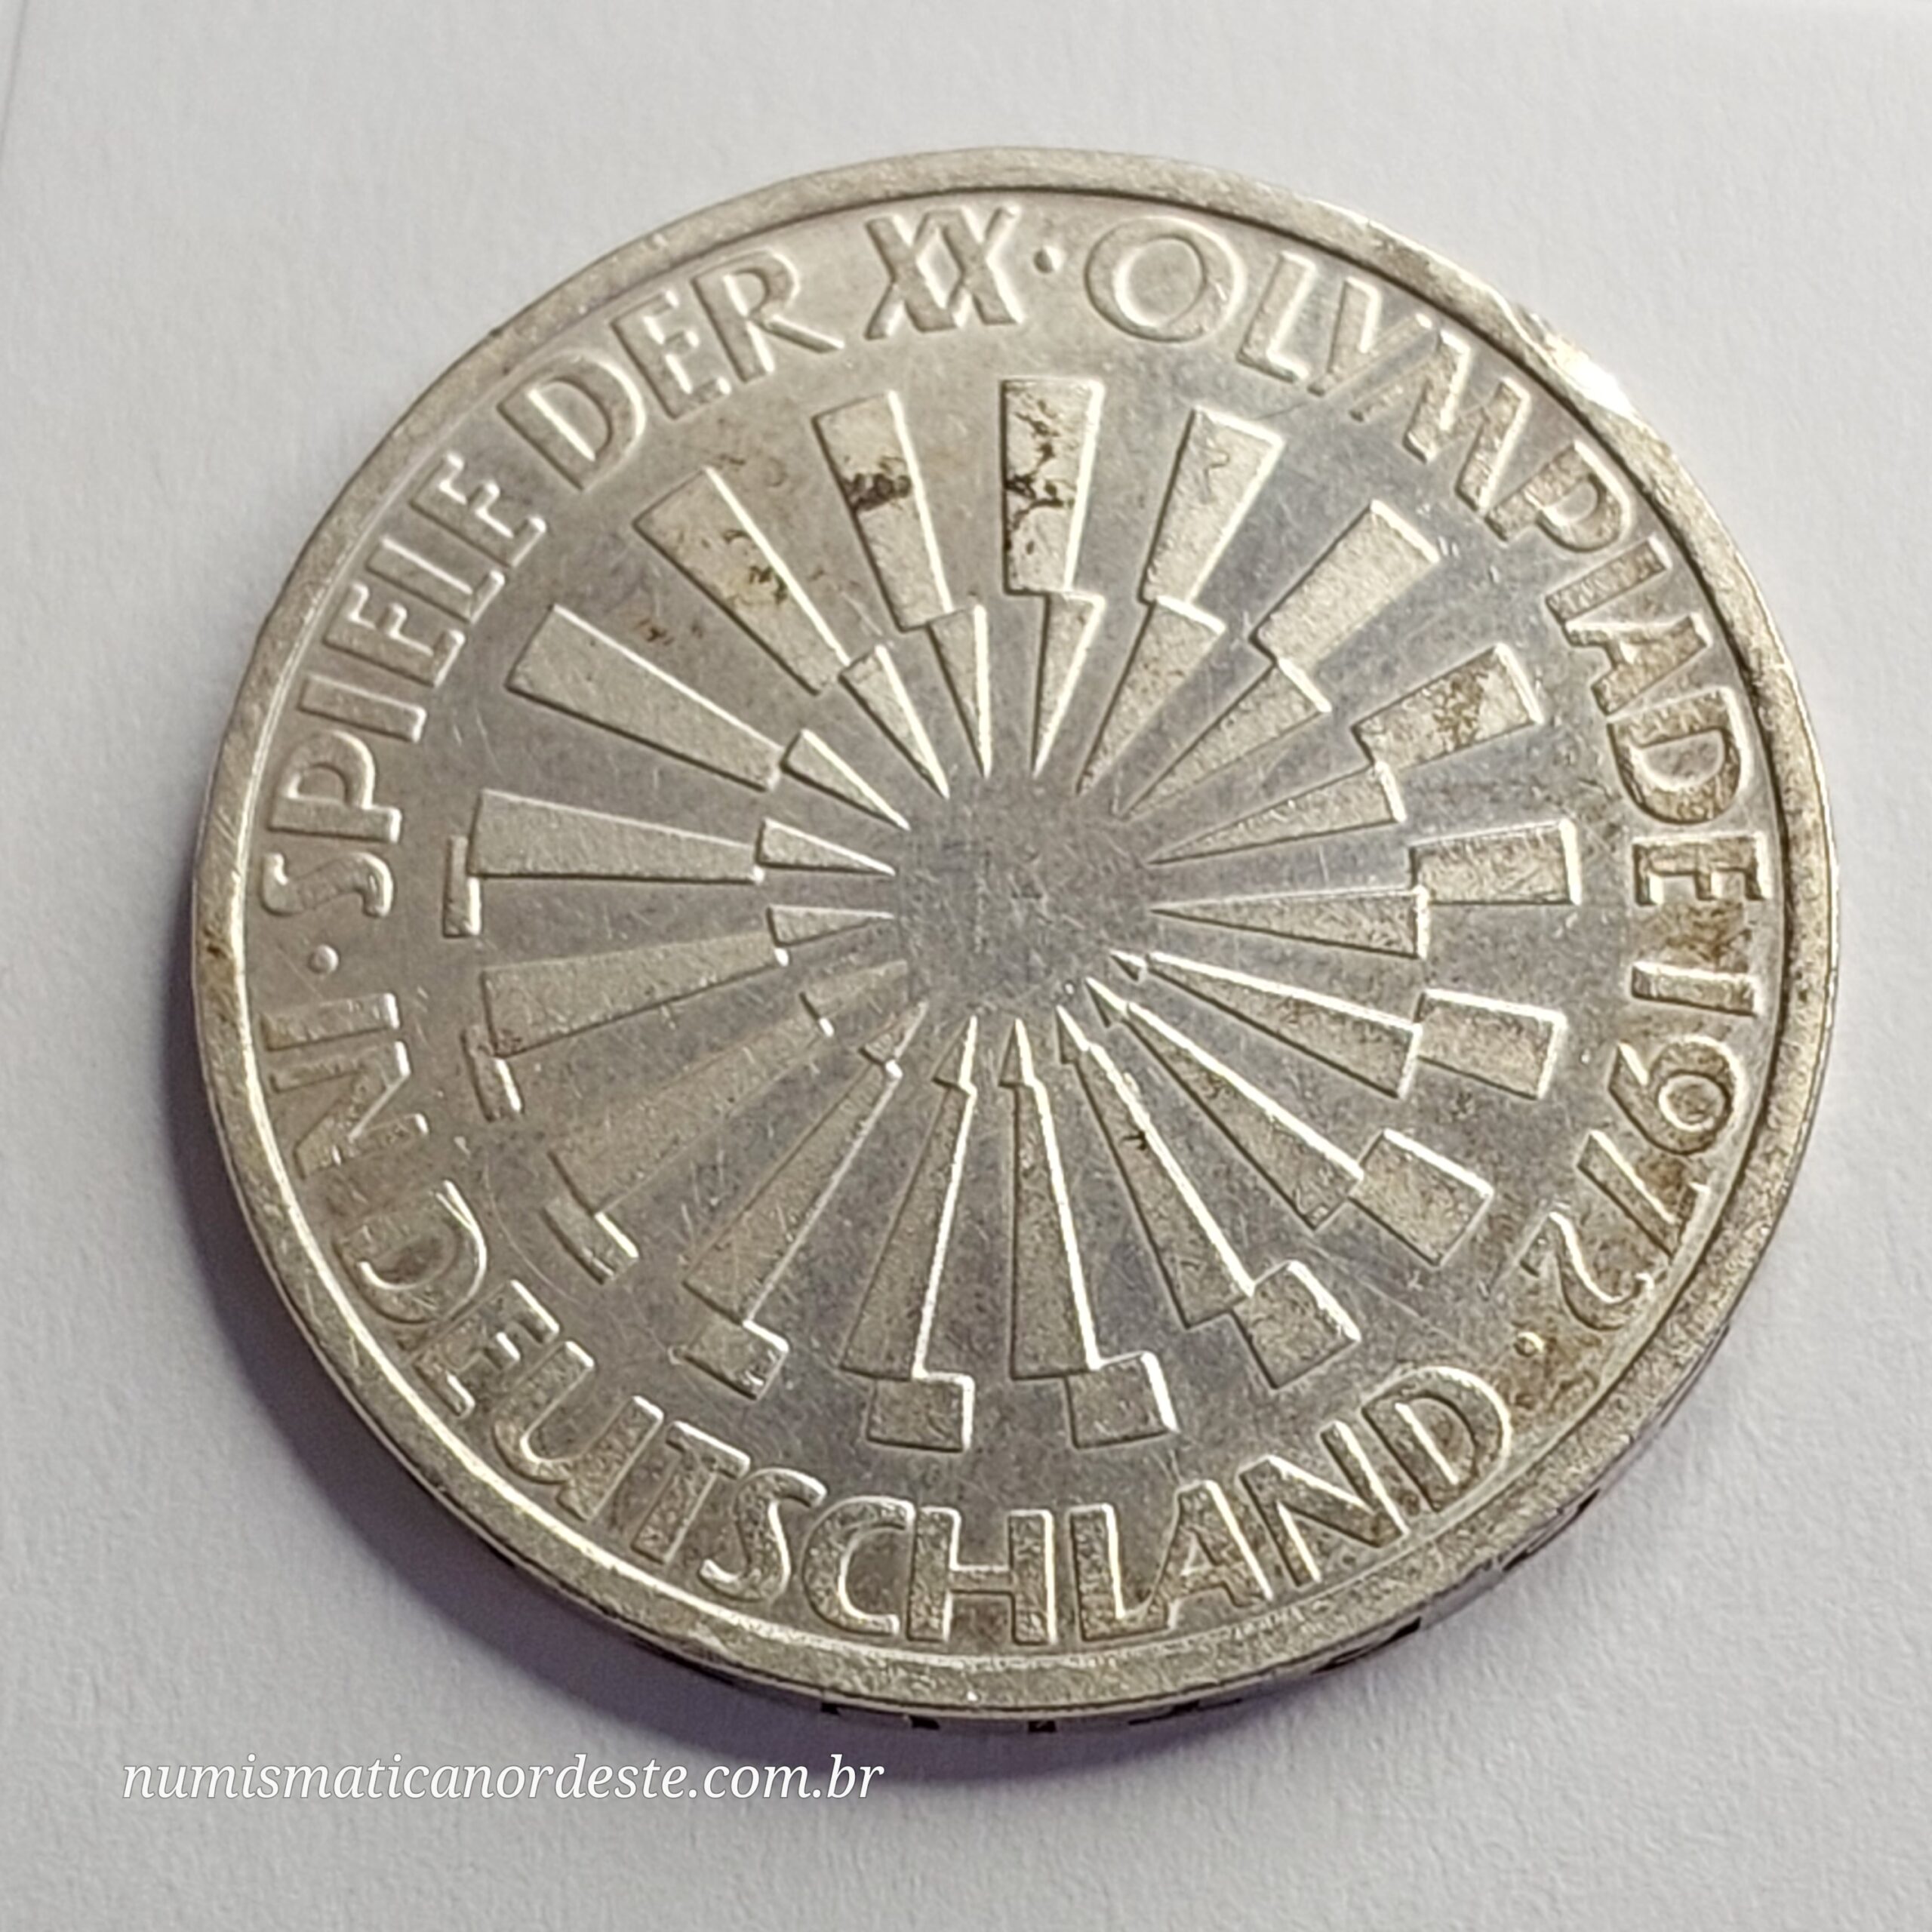 SPIELE DER XX · OLYMPIADE 1972 ·
IN DEUTSCHLAND ·
numismaticanordeste.com.br